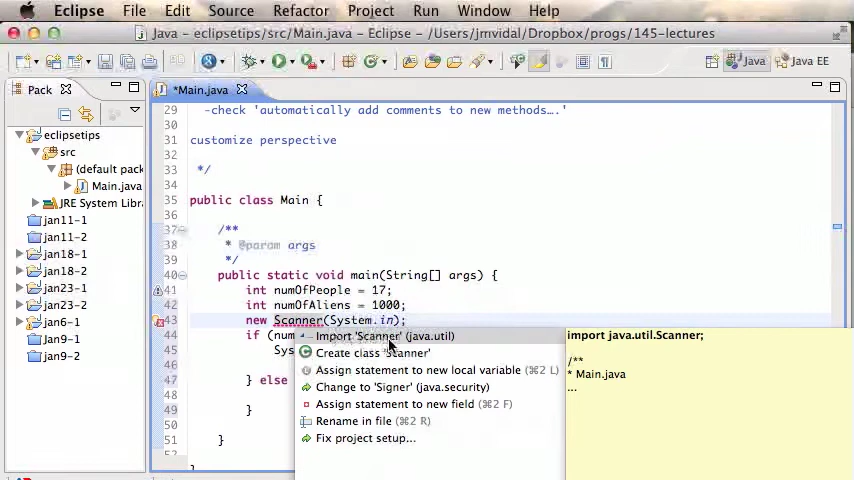 Eclipse File Edit Source Refactor Project Run Window Help
Java – eclipsetips/src/Main.java – Eclipse – /Users/jmvidal/Dropbox/progs/145-lectures
Java Java EE
Pack
*Main.java
eclipsetips
src
(default pack
Main.java
JRE System Libra
jan11-1
jan11-2
jan18-1
jan18-2
jan23-1
jan23-2
jan6-1
Jan9-1
jan9-2
29 -check 'automatically add comments to new methods….'
30
31 customize perspective
32
33 */
34
35 public class Main {
36
37 /**
38 * @param args
39 */
40 public static void main(String[] args) {
41 int numOfPeople = 17;
42 int numOfAliens = 1000;
43 new Scanner(System.in);
44 if (num
45 Sys
46
47 } else
48
49 }
50
51 }
52
}
Import 'Scanner' (java.util)
Create class 'Scanner'
Assign statement to new local variable (⌘2 L)
Change to 'Signer' (java.security)
Assign statement to new field (⌘2 F)
Rename in file (⌘2 R)
Fix project setup...
import java.util.Scanner;
/**
* Main.java
...